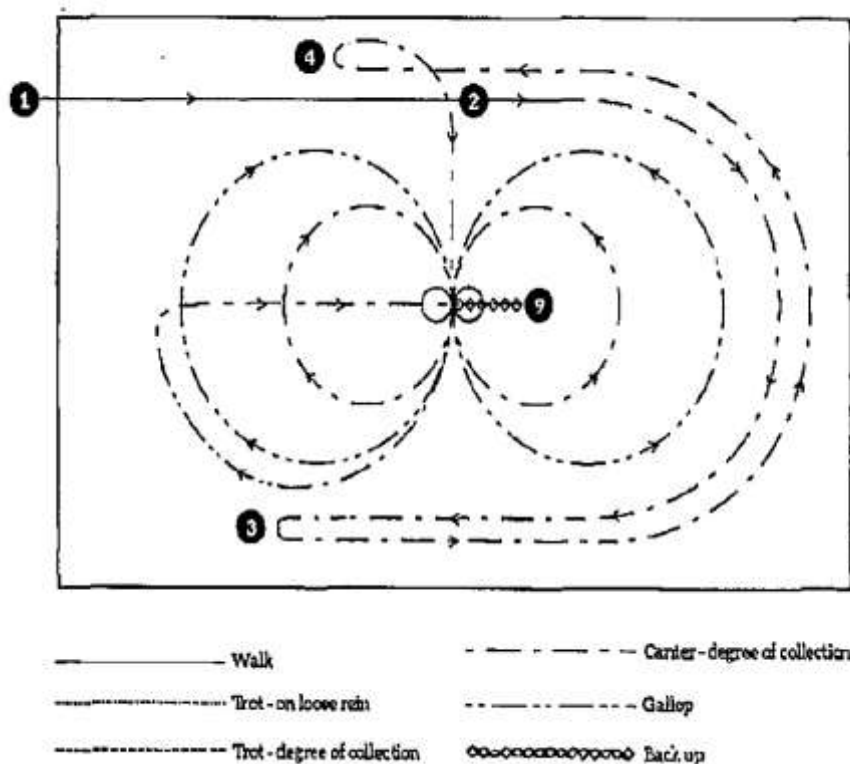 4
1
2
9
3
Walk
Canter - degree of collection
Trot - on loose rein
Gallop
Trot - degree of collection
Back up